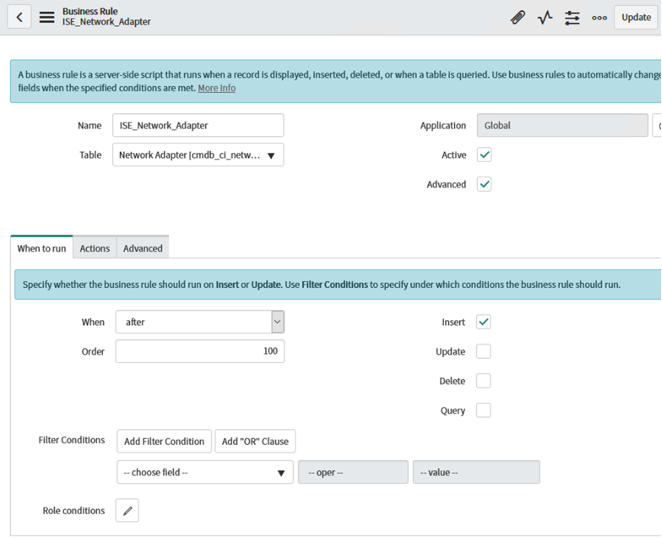 Business Rule
ISE_Network_Adapter
Update
A business rule is a server-side script that runs when a record is displayed, inserted, deleted, or when a table is queried. Use business rules to automatically change
fields when the specified conditions are met. More Info
Name ISE_Network_Adapter Application Global
Table Network Adapter [cmdb_ci_netw... Active
Advanced
When to run Actions Advanced
Specify whether the business rule should run on Insert or Update. Use Filter Conditions to specify under which conditions the business rule should run.
When after Insert
Order 100 Update
Delete
Query
Filter Conditions Add Filter Condition Add "OR" Clause
-- choose field -- -- oper -- -- value --
Role conditions